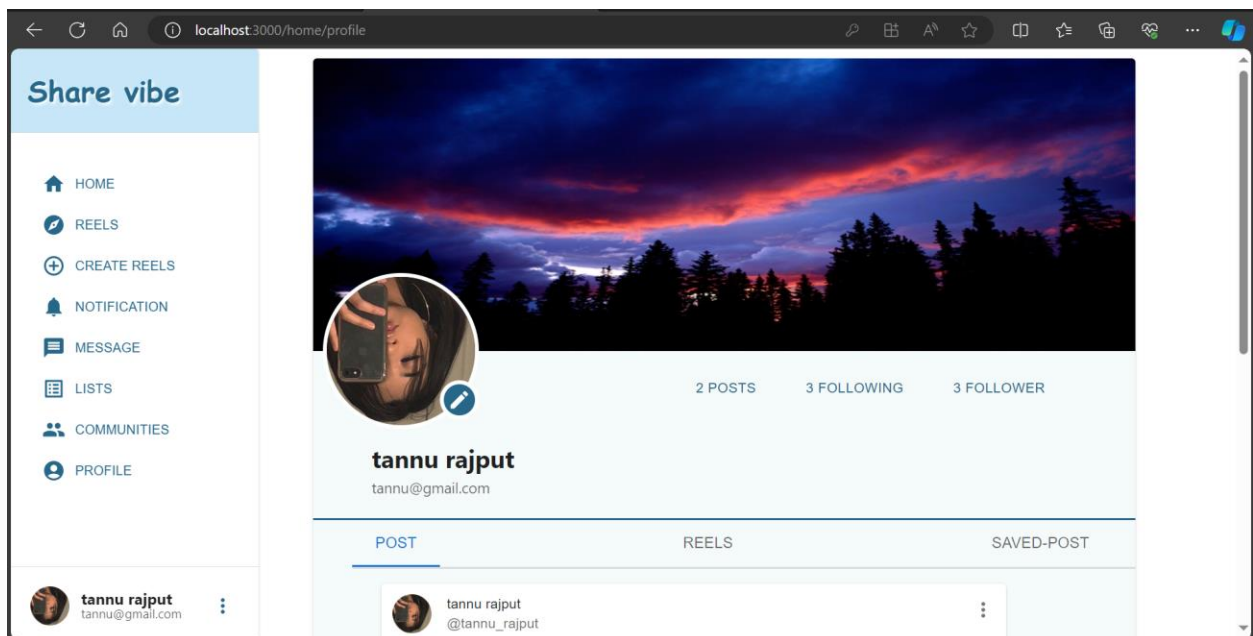 localhost:3000/home/profile
Share vibe
HOME
REELS
CREATE REELS
NOTIFICATION
MESSAGE
LISTS
COMMUNITIES
PROFILE
tannu rajput
tannu@gmail.com
2 POSTS 3 FOLLOWING 3 FOLLOWER
tannu rajput
tannu@gmail.com
POST REELS SAVED-POST
tannu rajput
@tannu_rajput